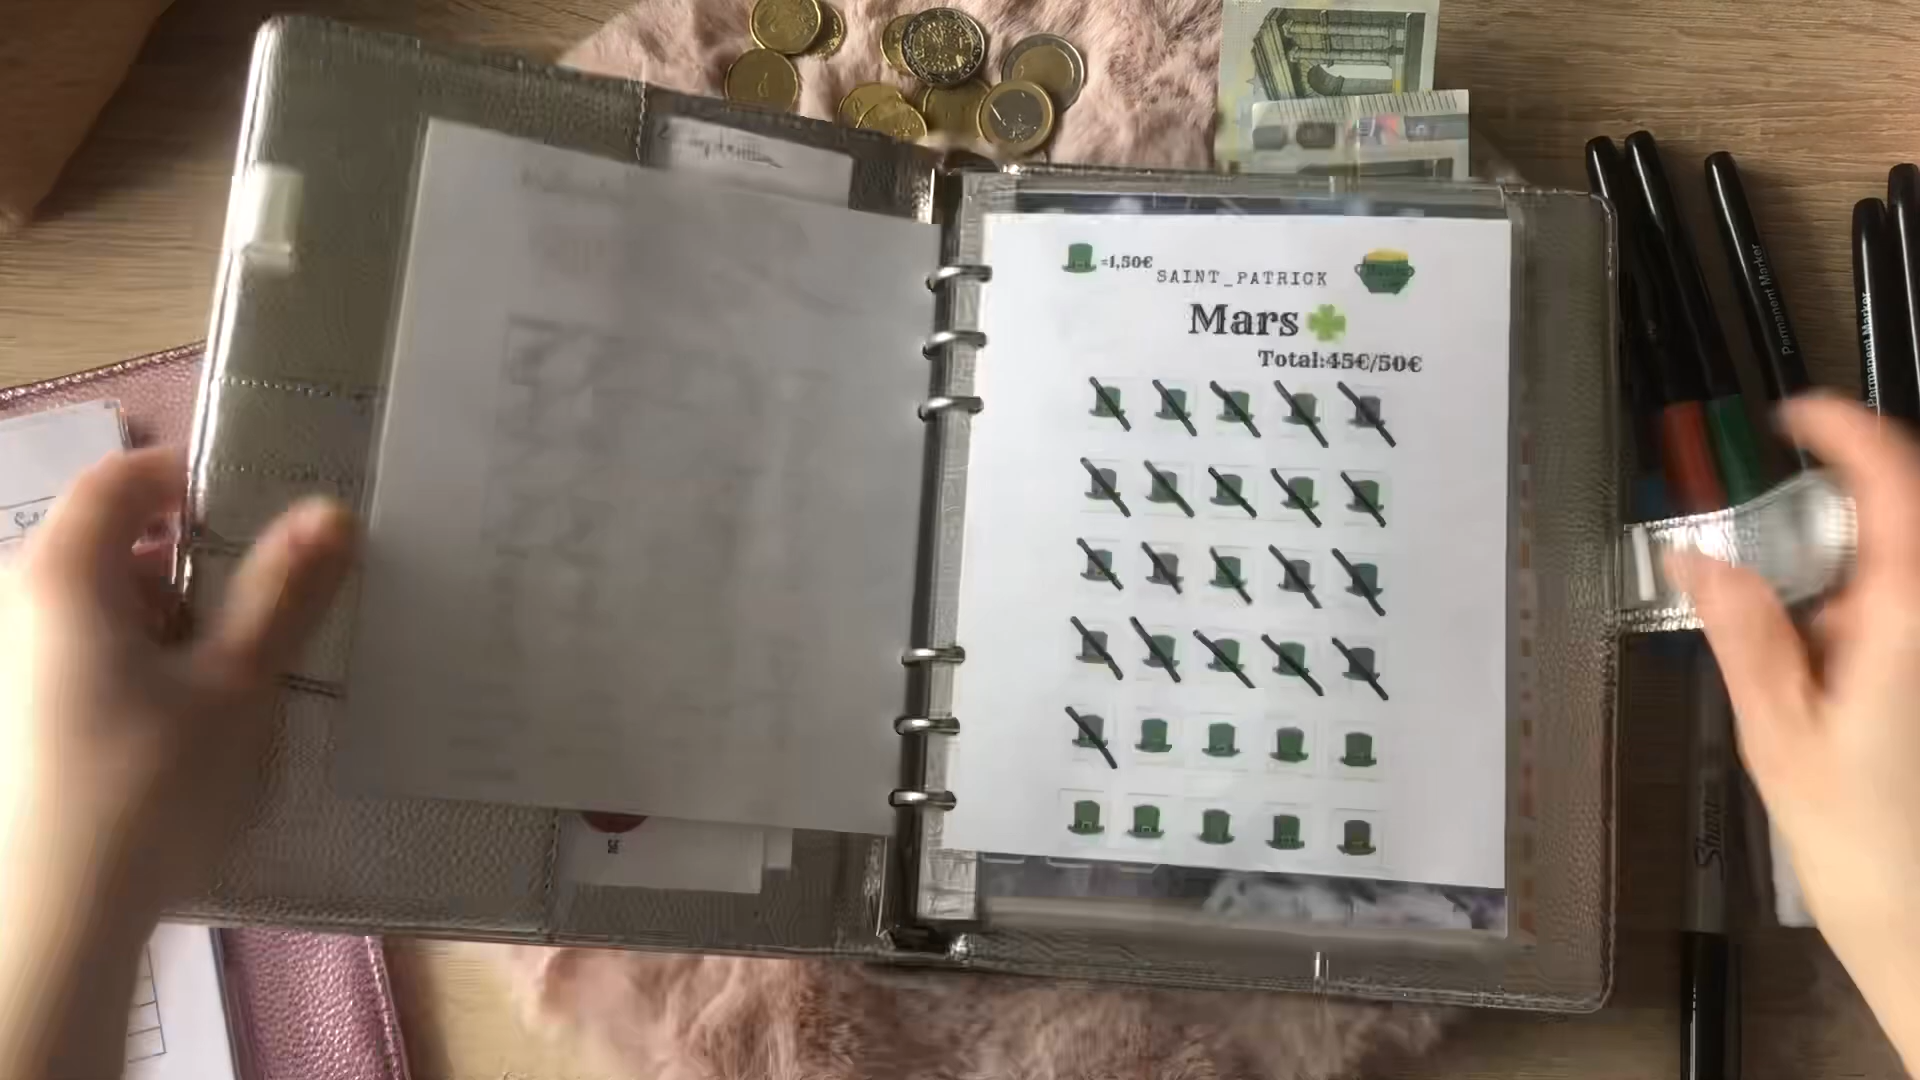 =1,50€
SAINT_PATRICK
Mars
Total:45€/50€
Permanent Marker
Permanent Marker
Sharpie